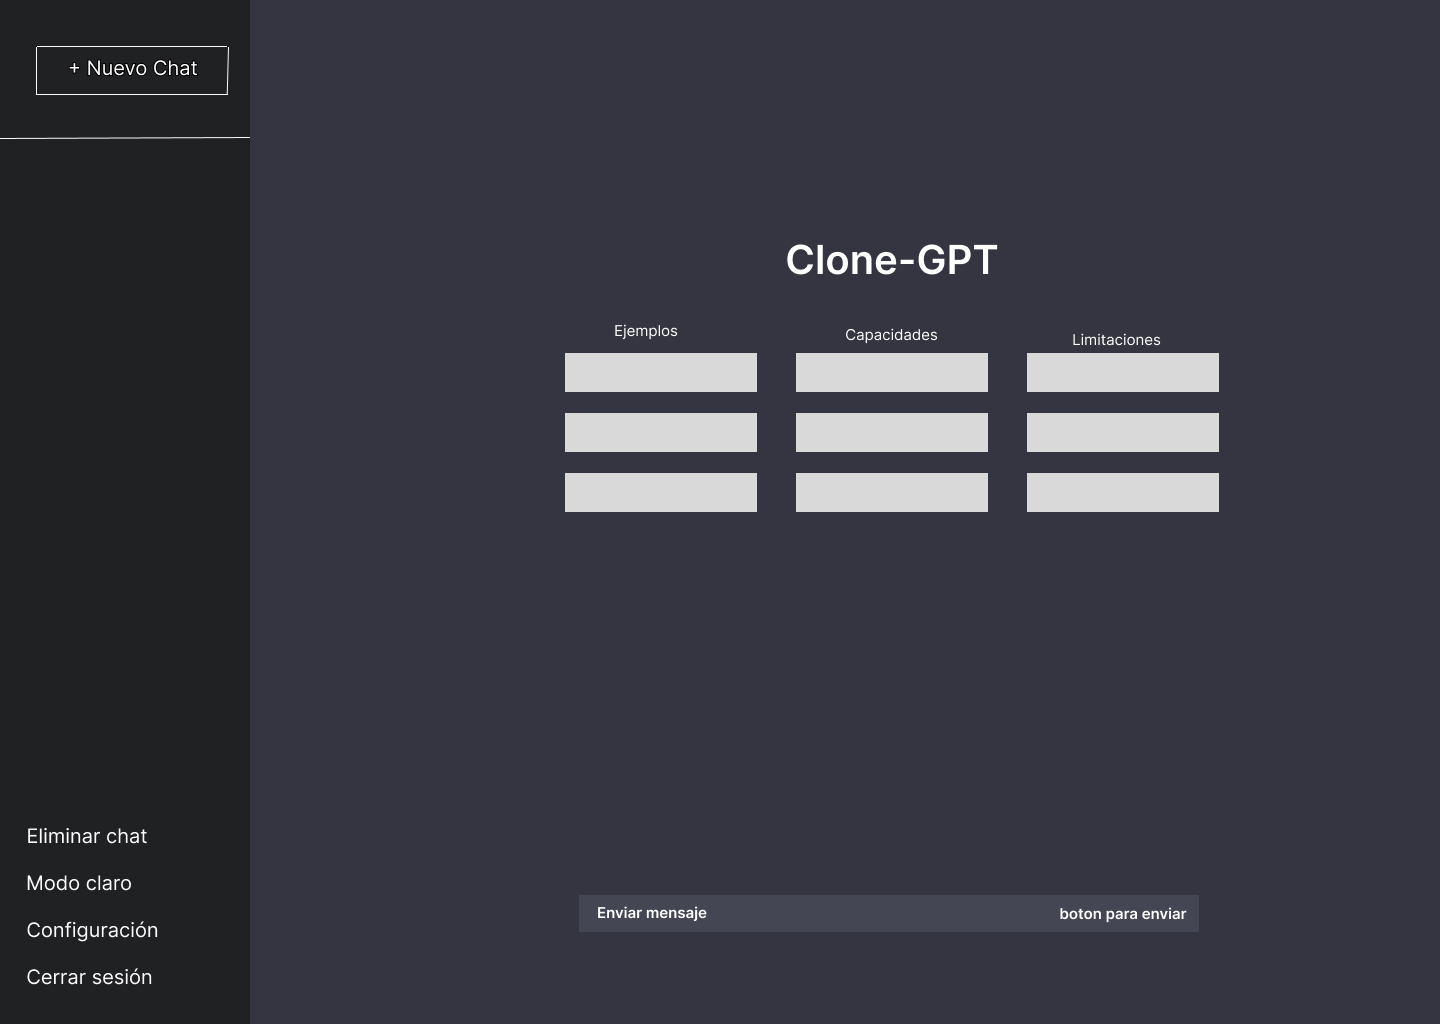 + Nuevo Chat
Clone-GPT
Ejemplos
Capacidades
Limitaciones
Eliminar chat
Modo claro
Configuración
Cerrar sesión
Enviar mensaje
boton para enviar